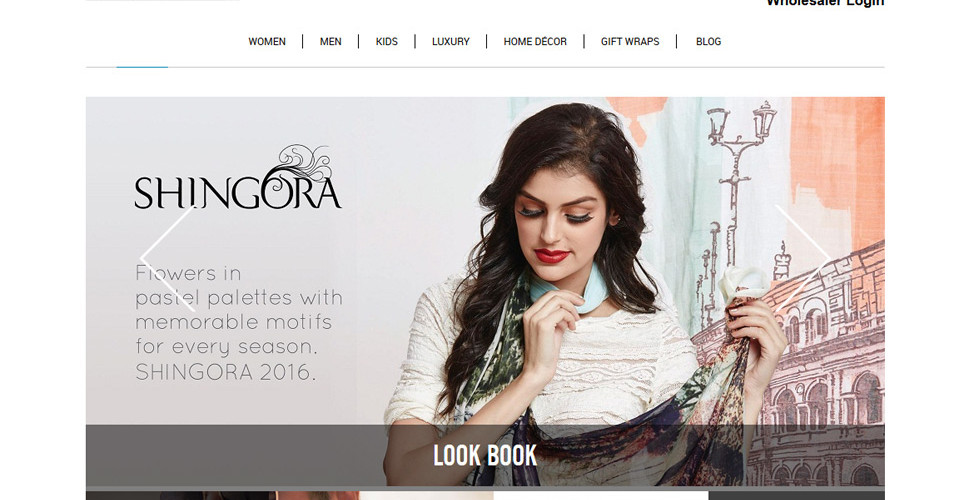 Wholesaler Login
WOMEN
MEN
KIDS
LUXURY
HOME DÉCOR
GIFT WRAPS
BLOG
SHINGORA
Flowers in
pastel palettes with
memorable motifs
for every season.
SHINGORA 2016.
LOOK BOOK